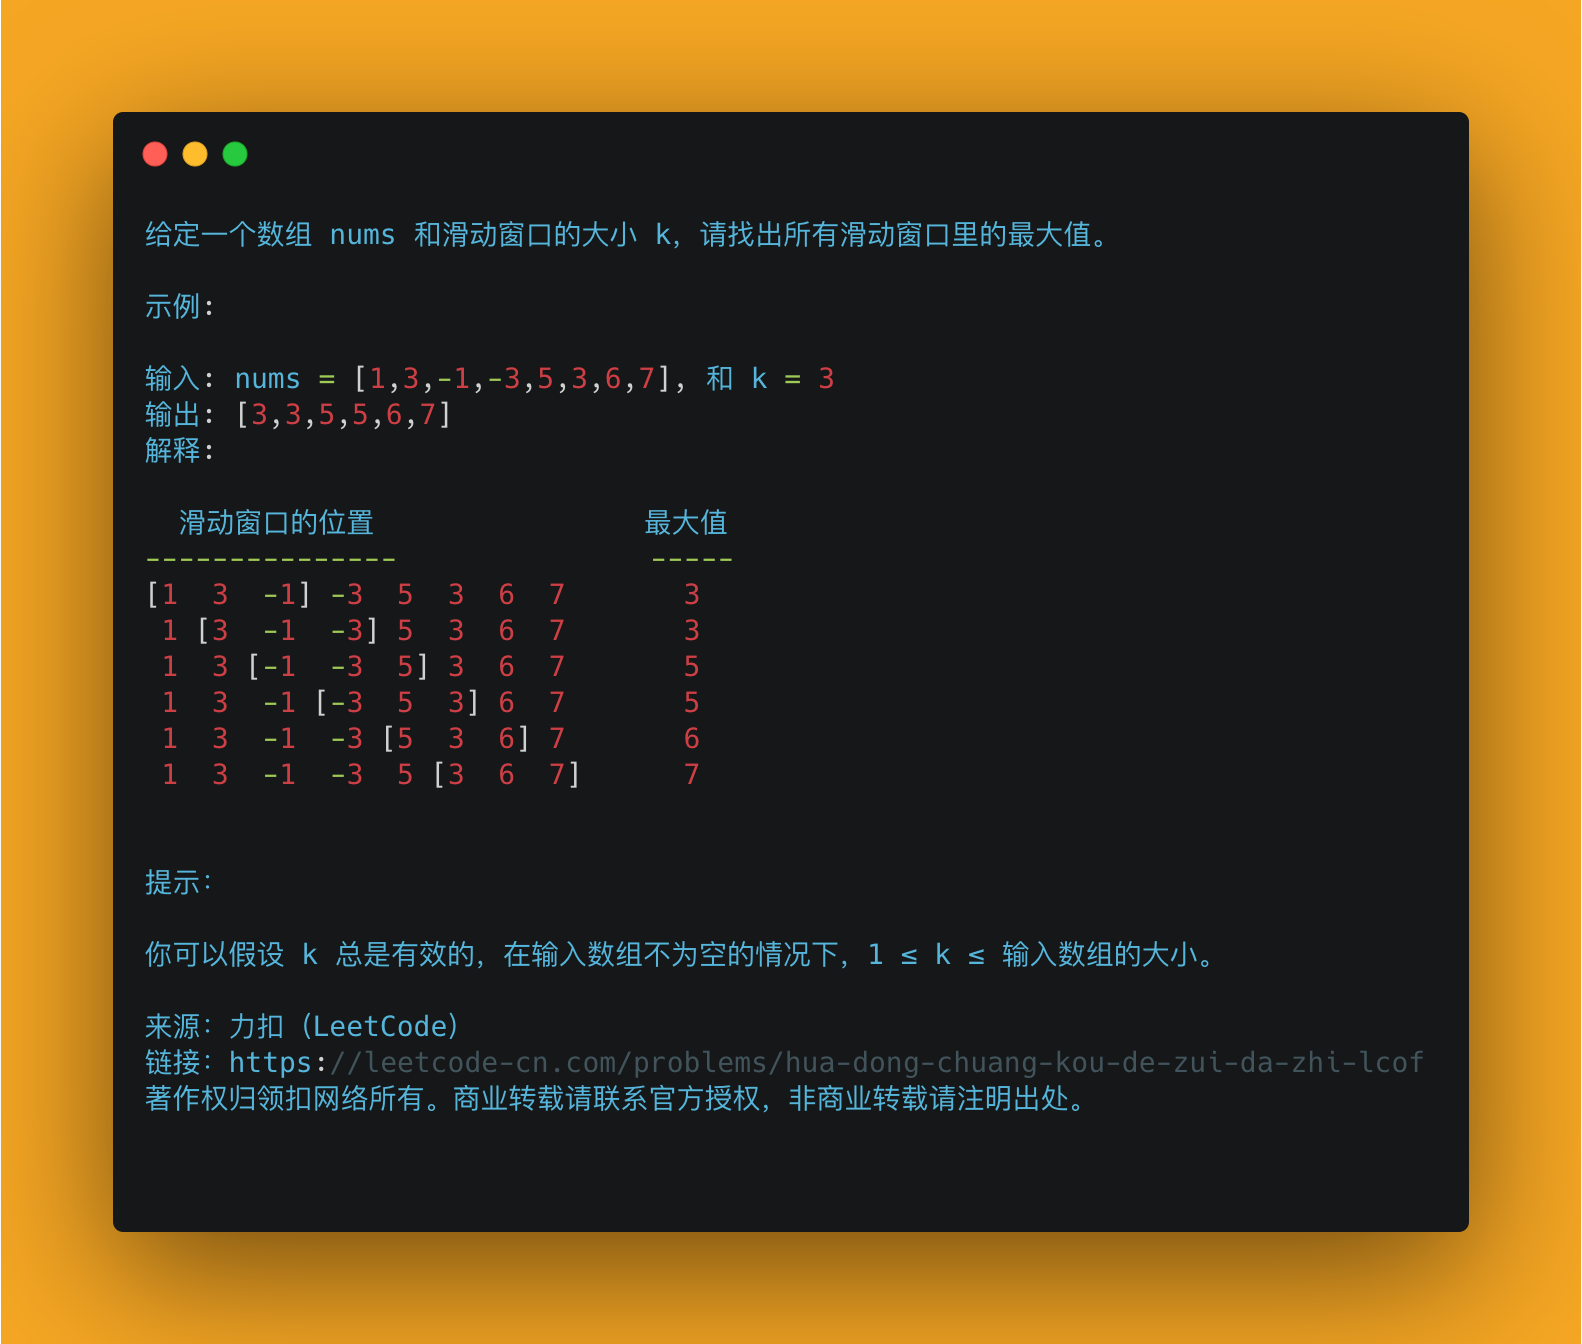 给定一个数组 nums 和滑动窗口的大小 k，请找出所有滑动窗口里的最大值。
示例:
输入: nums = [1,3,-1,-3,5,3,6,7], 和 k = 3
输出: [3,3,5,5,6,7]
解释:
  滑动窗口的位置                最大值
---------------               -----
[1  3  -1] -3  5  3  6  7       3
 1 [3  -1  -3] 5  3  6  7       3
 1  3 [-1  -3  5] 3  6  7       5
 1  3  -1 [-3  5  3] 6  7       5
 1  3  -1  -3 [5  3  6] 7       6
 1  3  -1  -3  5 [3  6  7]      7
提示：
你可以假设 k 总是有效的，在输入数组不为空的情况下，1 ≤ k ≤ 输入数组的大小。
来源：力扣（LeetCode）
链接：https://leetcode-cn.com/problems/hua-dong-chuang-kou-de-zui-da-zhi-lcof
著作权归领扣网络所有。商业转载请联系官方授权，非商业转载请注明出处。